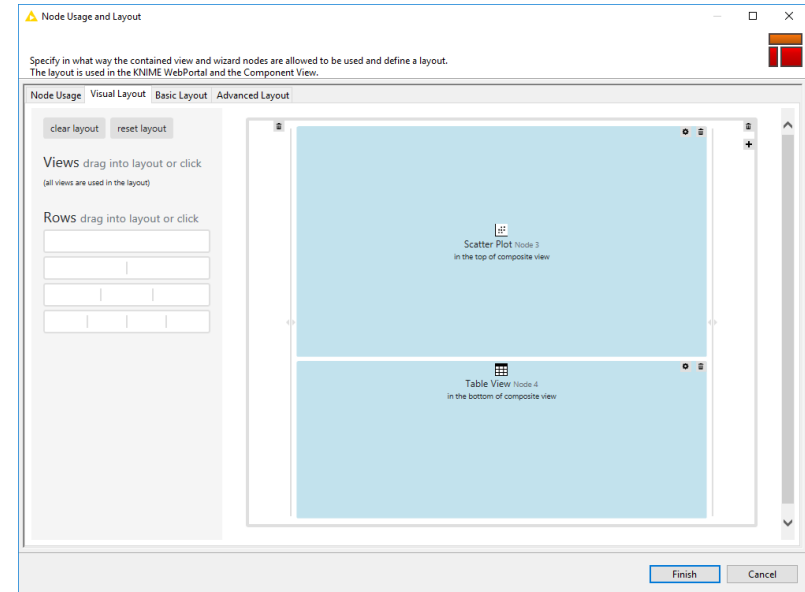 Node Usage and Layout
Specify in what way the contained view and wizard nodes are allowed to be used and define a layout.
The layout is used in the KNIME WebPortal and the Component View.
Node Usage Visual Layout Basic Layout Advanced Layout
clear layout reset layout
Views drag into layout or click
(all views are used in the layout)
Rows drag into layout or click
Scatter Plot Node 3
in the top of composite view
Table View Node 4
in the bottom of composite view
Finish Cancel